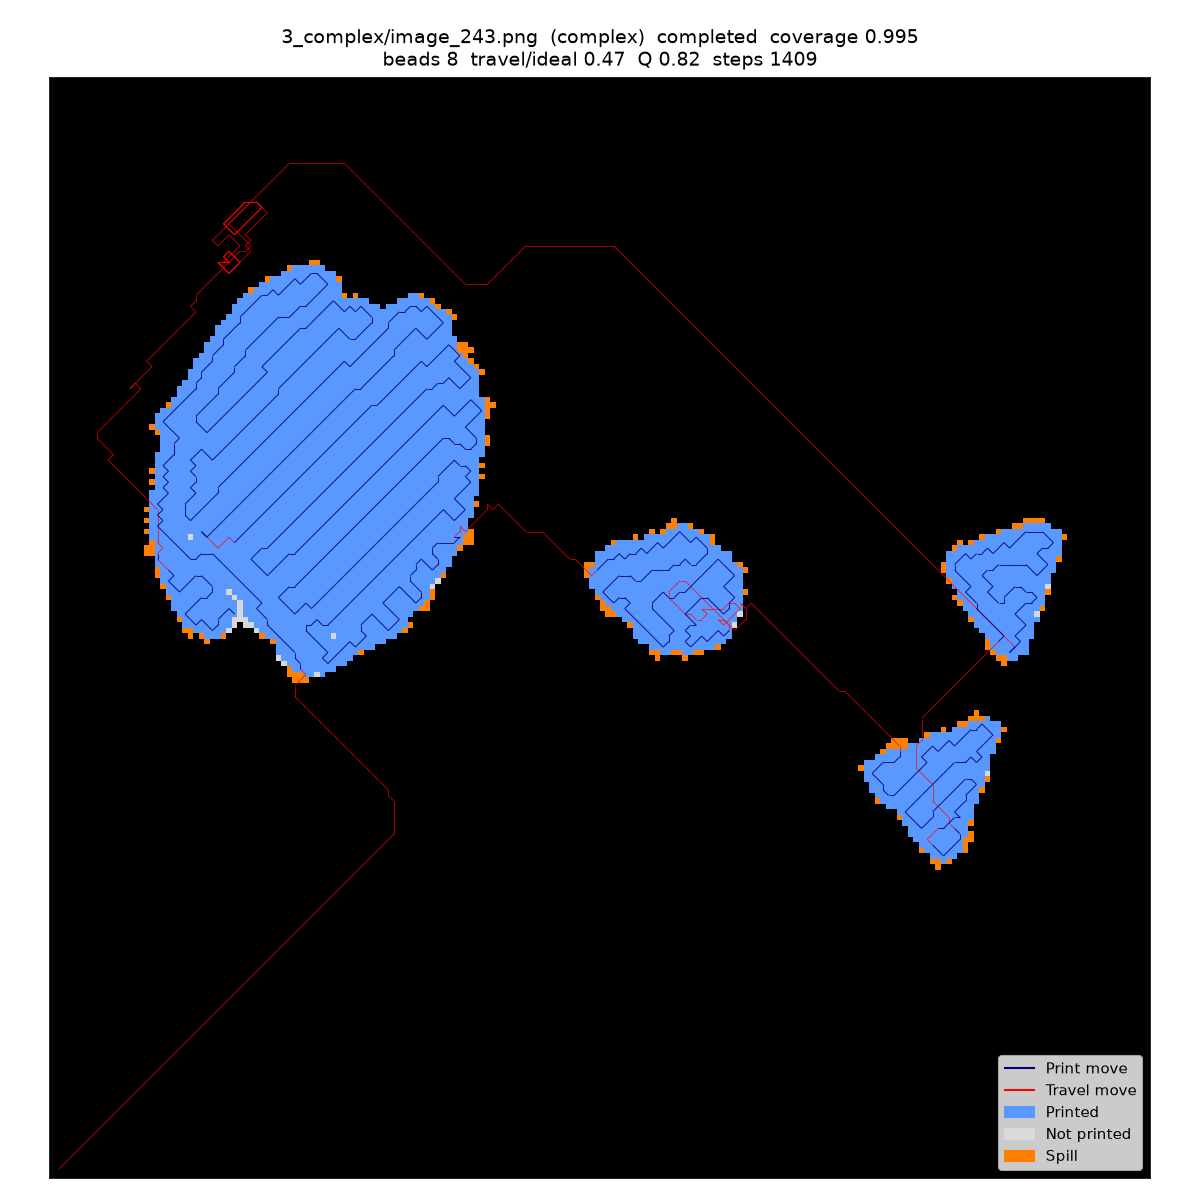 3_complex/image_243.png  (complex)  completed  coverage 0.995
beads 8  travel/ideal 0.47  Q 0.82  steps 1409
Print move
Travel move
Printed
Not printed
Spill